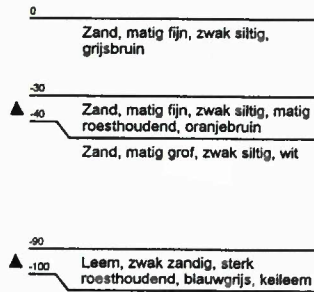 0
Zand, matig fijn, zwak siltig,
grijsbruin
-30
Zand, matig fijn, zwak siltig, matig
roesthoudend, oranjebruin
-40
Zand, matig grof, zwak siltig, wit
-90
Leem, zwak zandig, sterk
roesthoudend, blauwgrijs, keileem
-100